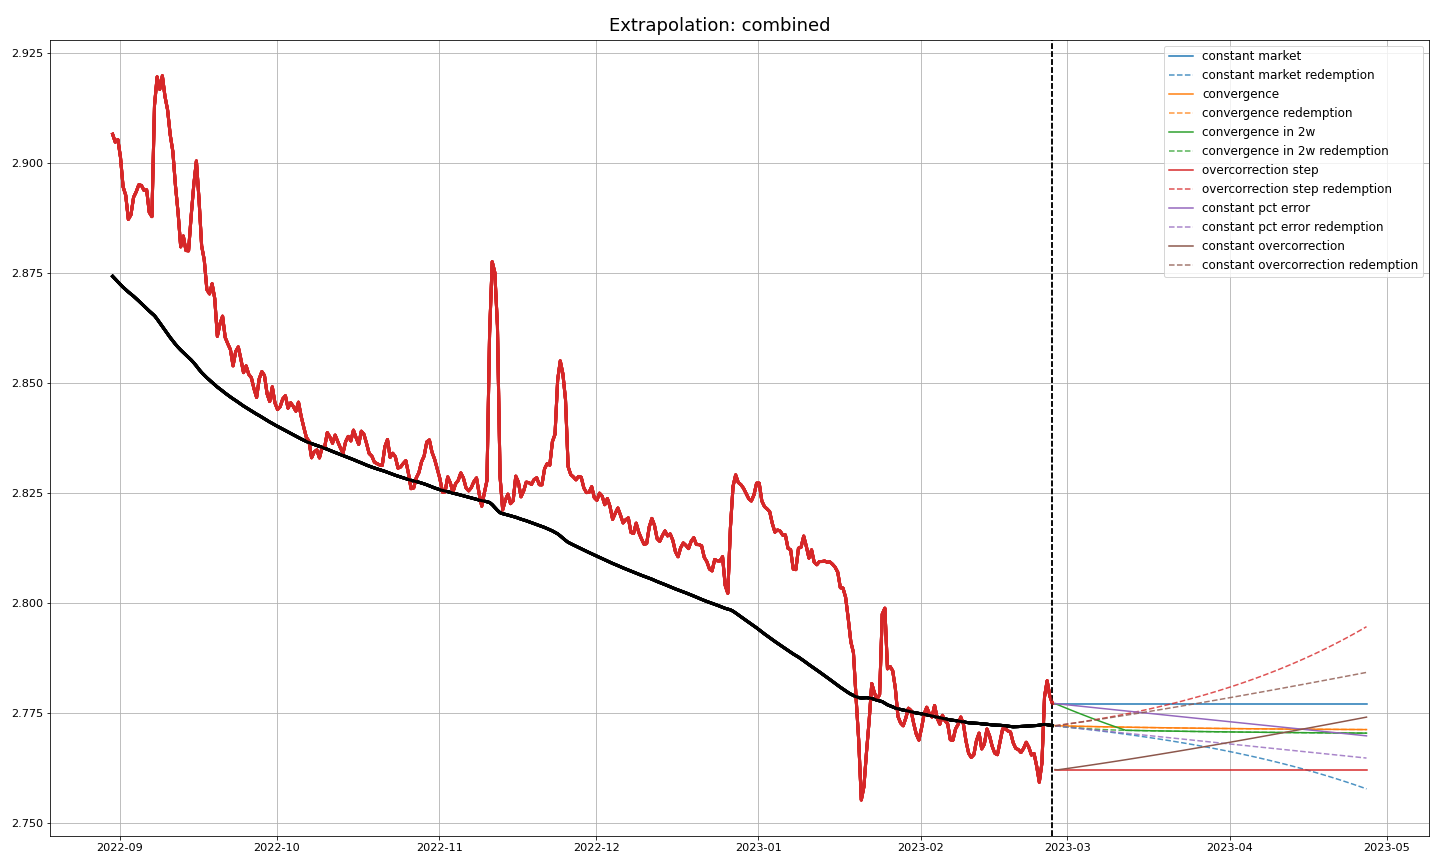 Extrapolation: combined
2.925
2.900
2.875
2.850
2.825
2.800
2.775
2.750
constant market
constant market redemption
convergence
convergence redemption
convergence in 2w
convergence in 2w redemption
overcorrection step
overcorrection step redemption
constant pct error
constant pct error redemption
constant overcorrection
constant overcorrection redemption
2022-09 2022-10 2022-11 2022-12 2023-01 2023-02 2023-03 2023-04 2023-05